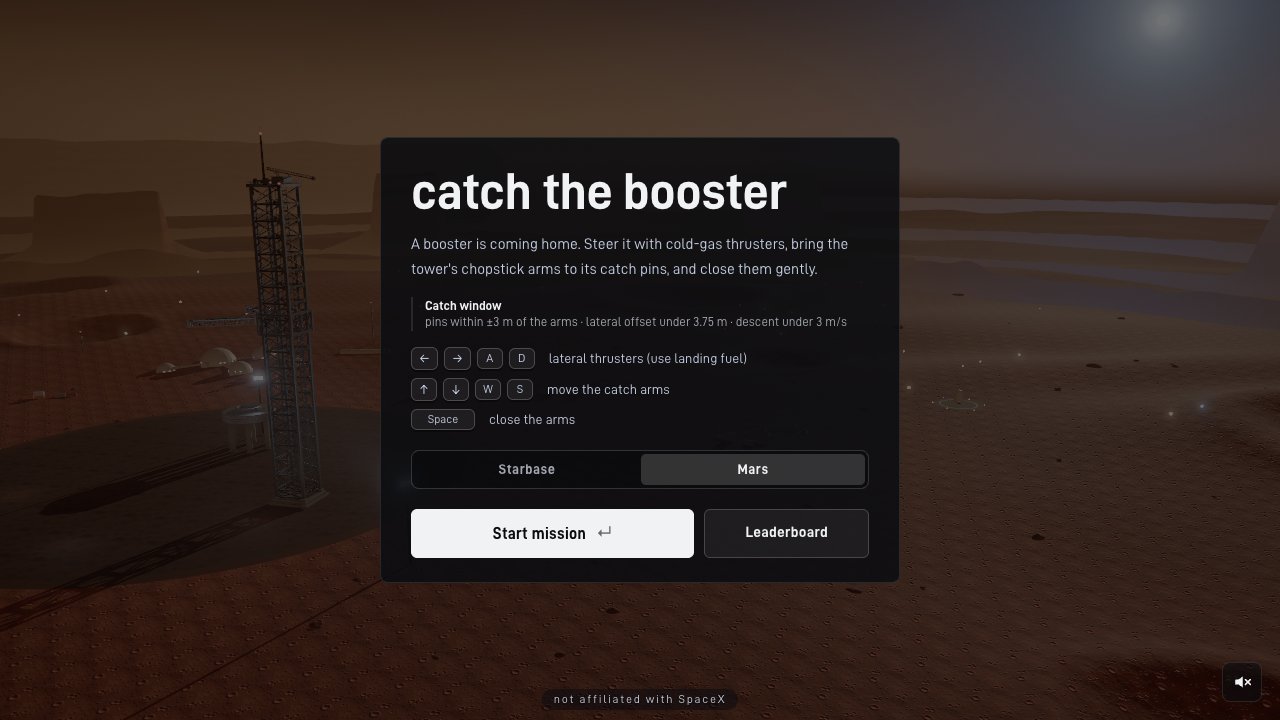 catch the booster
A booster is coming home. Steer it with cold-gas thrusters, bring the
tower's chopstick arms to its catch pins, and close them gently.
Catch window
pins within ±3 m of the arms · lateral offset under 3.75 m · descent under 3 m/s
← → A D lateral thrusters (use landing fuel)
↑ ↓ W S move the catch arms
Space close the arms
Starbase Mars
Start mission ↵ Leaderboard
not affiliated with SpaceX